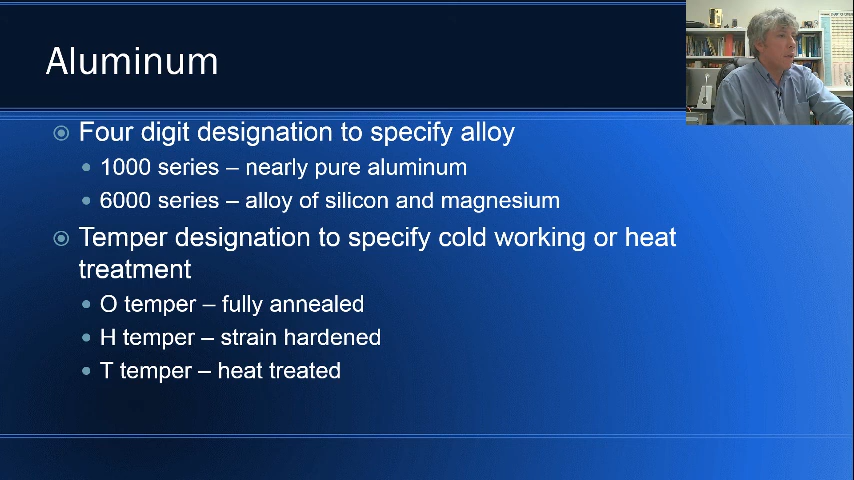 Aluminum
Four digit designation to specify alloy
1000 series – nearly pure aluminum
6000 series – alloy of silicon and magnesium
Temper designation to specify cold working or heat
treatment
O temper – fully annealed
H temper – strain hardened
T temper – heat treated